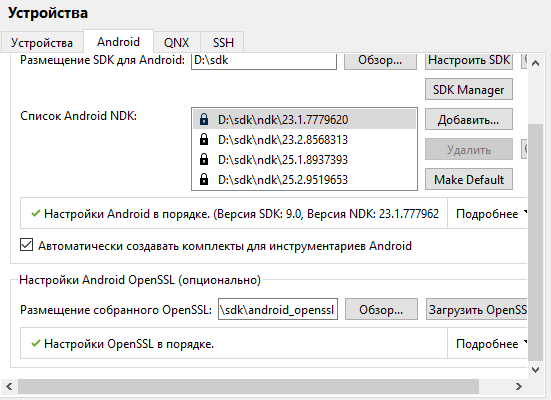 Устройства
Устройства Android QNX SSH
Размещение SDK для Android: D:\sdk Обзор... Настроить SDK
SDK Manager
Список Android NDK: D:\sdk\ndk\23.1.7779620 Добавить...
D:\sdk\ndk\23.2.8568313
D:\sdk\ndk\25.1.8937393 Удалить
D:\sdk\ndk\25.2.9519653 Make Default
Настройки Android в порядке. (Версия SDK: 9.0, Версия NDK: 23.1.777962 Подробнее
Автоматически создавать комплекты для инструментариев Android
Настройки Android OpenSSL (опционально)
Размещение собранного OpenSSL: \sdk\android_openssl Обзор... Загрузить OpenSS
Настройки OpenSSL в порядке. Подробнее